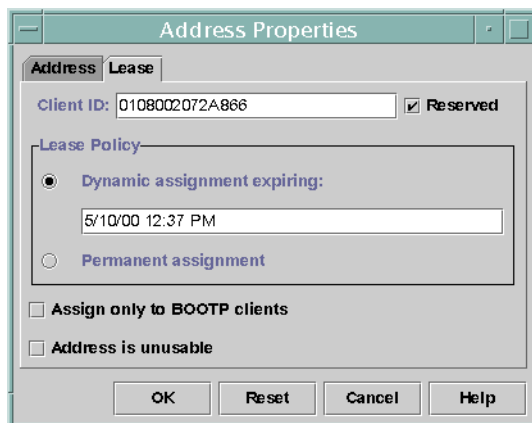 Address Properties
Address Lease
Client ID: 0108002072A866 Reserved
Lease Policy
Dynamic assignment expiring:
5/10/00 12:37 PM
Permanent assignment
Assign only to BOOTP clients
Address is unusable
OK Reset Cancel Help